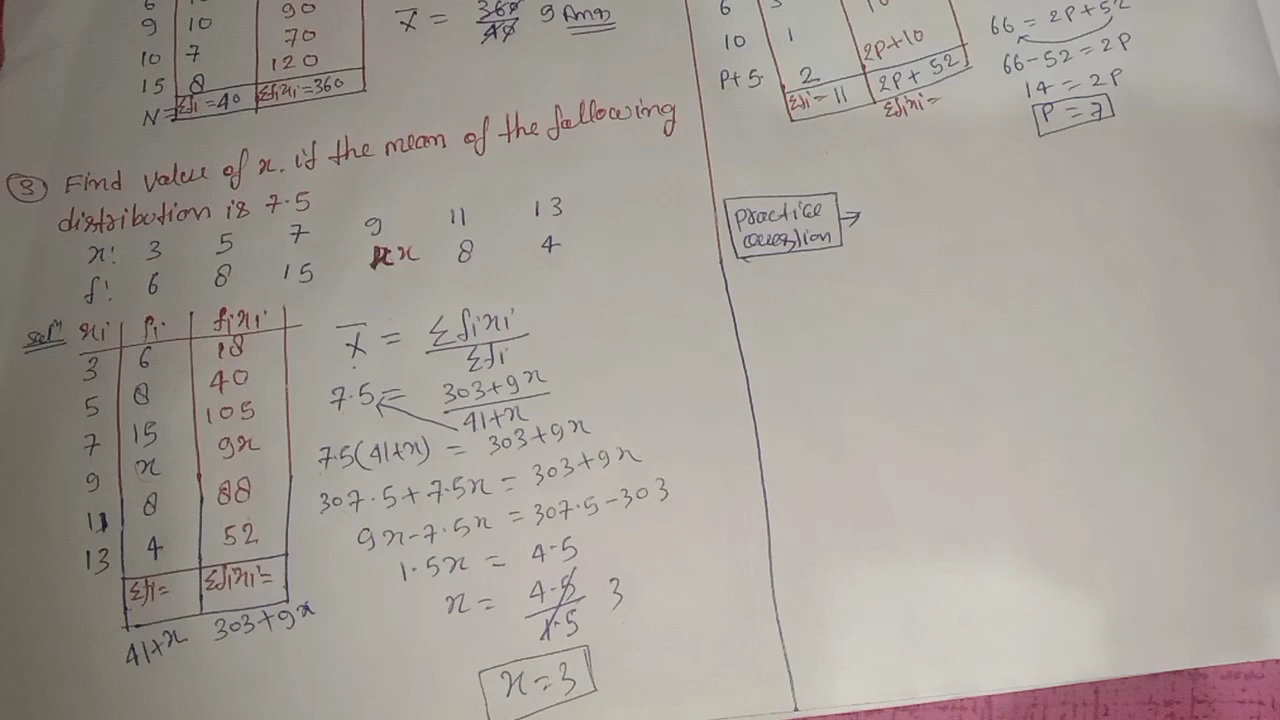 9 10 90
10 7 70
15 8 120
N=Σfi=40 Σfixi=360
x̄ = 360/40 9 Ans
6
10 1
P+5 2 2P+10
Σfi=11 2P+52
Σfixi=
66 = 2P+52
66-52=2P
14=2P
P=7
③ Find value of x. if the mean of the following
distribution is 7.5
x: 3 5 7 9 11 13
f: 6 8 15 x 8 4
solⁿ xi fi fixi
3 6 18
5 8 40
7 15 105
9 x 9x
11 8 88
13 4 52
Σfi= Σfixi=
41+x 303+9x
x̄ = Σfixi/Σfi
7.5 = 303+9x/41+x
7.5(41+x) = 303+9x
307.5+7.5x = 303+9x
9x-7.5x = 307.5-303
1.5x = 4.5
x = 4.5/1.5 3
x=3
practice
question →